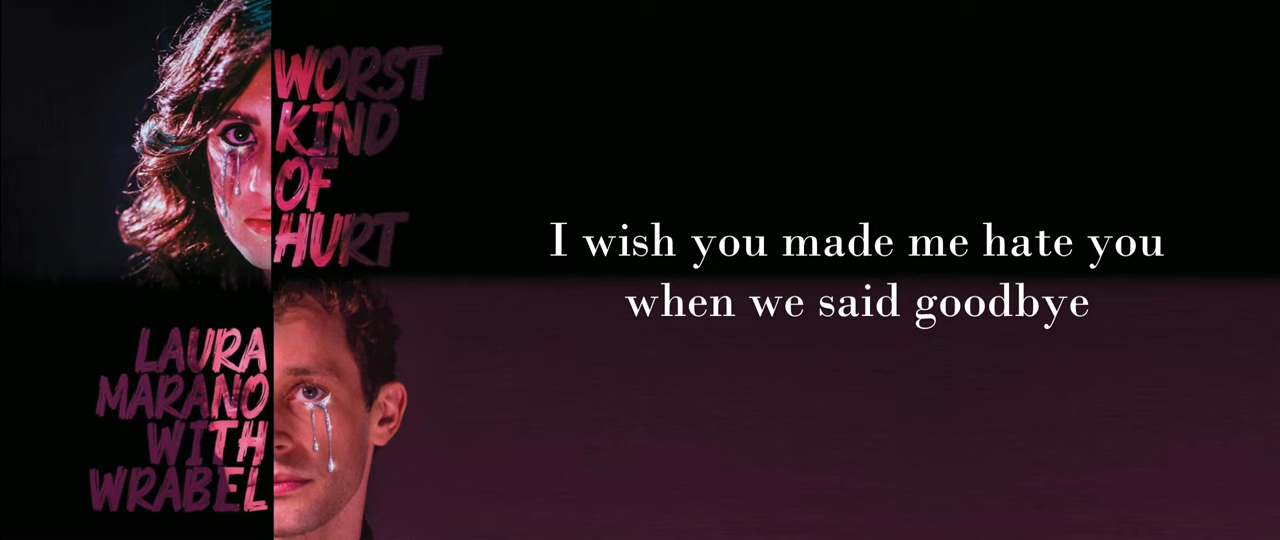 WORST
KIND
OF
HURT
LAURA
MARANO
WITH
WRABEL
I wish you made me hate you
when we said goodbye